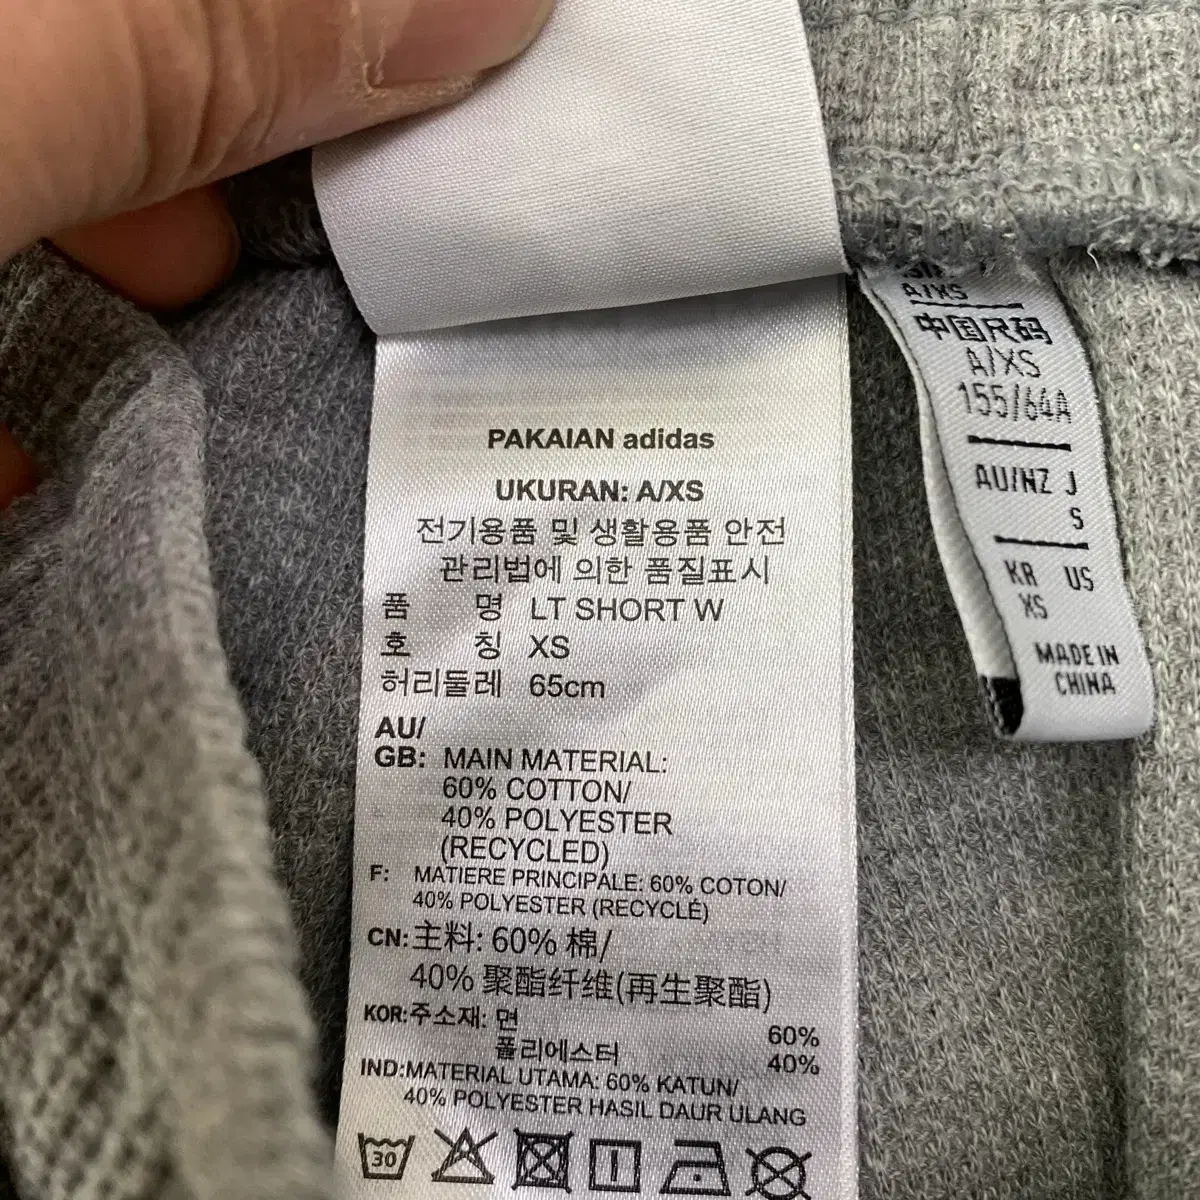 PAKAIAN adidas
UKURAN: A/XS
전기용품 및 생활용품 안전
관리법에 의한 품질표시
품 명 LT SHORT W
호 칭 XS
허리둘레 65cm
AU/
GB: MAIN MATERIAL:
60% COTTON/
40% POLYESTER
(RECYCLED)
F: MATIERE PRINCIPALE: 60% COTON/
40% POLYESTER (RECYCLÉ)
CN: 主料: 60% 棉/
40% 聚酯纤维(再生聚酯)
KOR: 주소재: 면 60%
폴리에스터 40%
IND: MATERIAL UTAMA: 60% KATUN/
40% POLYESTER HASIL DAUR ULANG
30
A/XS
中国尺码
A/XS
155/64A
AU/NZ J
S
KR US
XS
MADE IN
CHINA